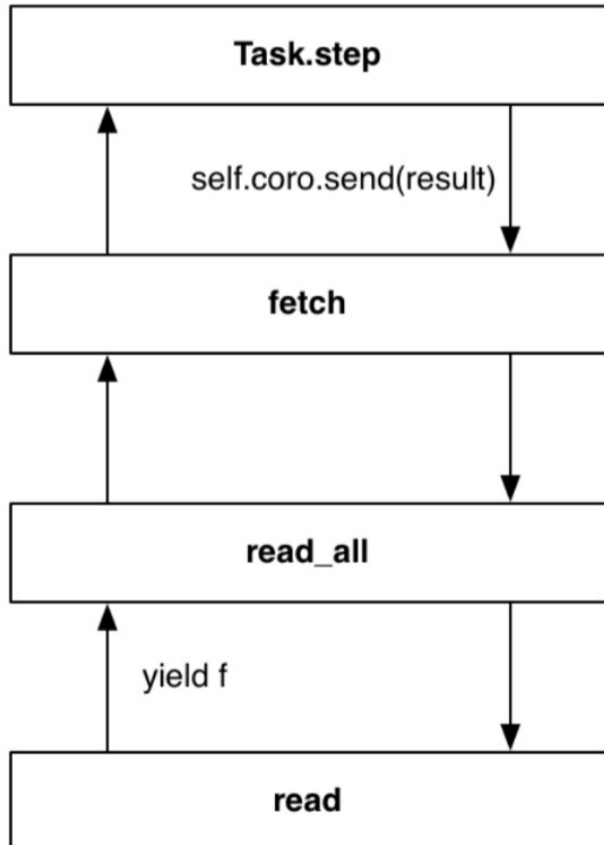 Task.step
self.coro.send(result)
fetch
read_all
yield f
read